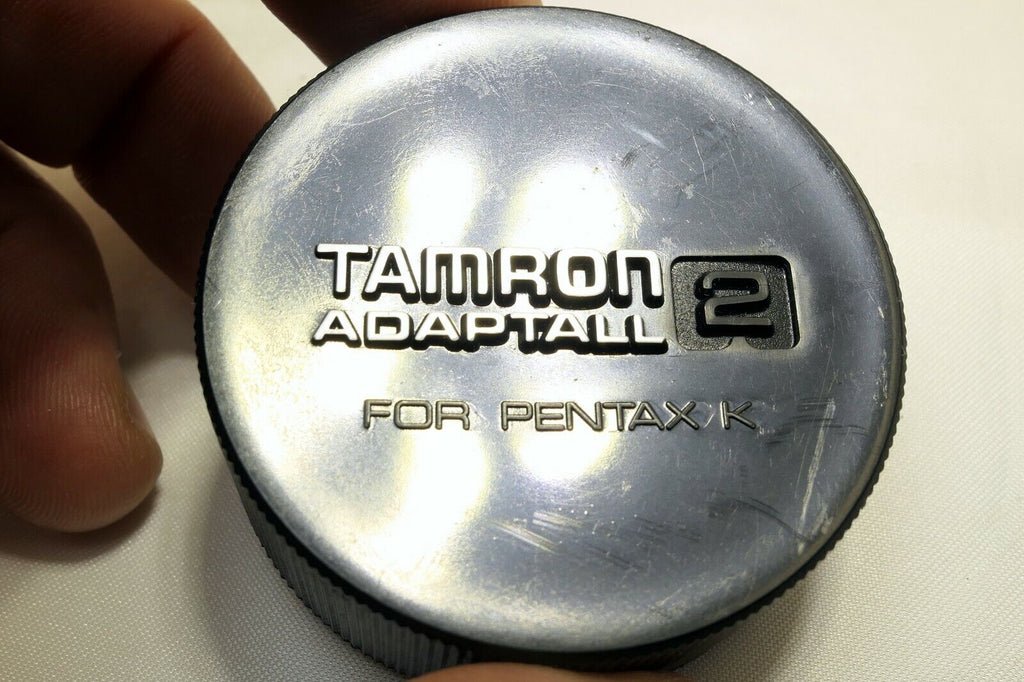 TAMRON
ADAPTALL 2
FOR PENTAX K